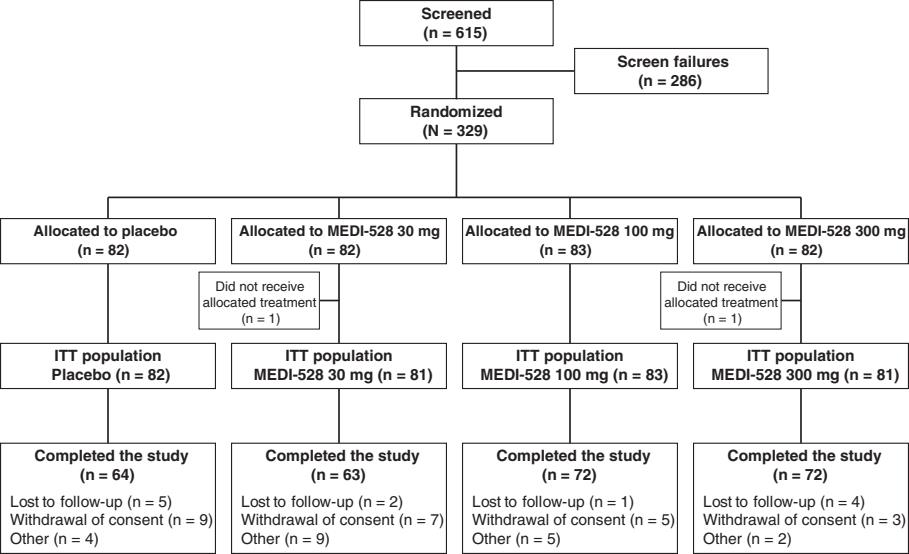 Screened
(n = 615)
Screen failures
(n = 286)
Randomized
(N = 329)
Allocated to placebo
(n = 82)
Allocated to MEDI-528 30 mg
(n = 82)
Allocated to MEDI-528 100 mg
(n = 83)
Allocated to MEDI-528 300 mg
(n = 82)
Did not receive
allocated treatment
(n = 1)
Did not receive
allocated treatment
(n = 1)
ITT population
Placebo (n = 82)
ITT population
MEDI-528 30 mg (n = 81)
ITT population
MEDI-528 100 mg (n = 83)
ITT population
MEDI-528 300 mg (n = 81)
Completed the study
(n = 64)
Lost to follow-up (n = 5)
Withdrawal of consent (n = 9)
Other (n = 4)
Completed the study
(n = 63)
Lost to follow-up (n = 2)
Withdrawal of consent (n = 7)
Other (n = 9)
Completed the study
(n = 72)
Lost to follow-up (n = 1)
Withdrawal of consent (n = 5)
Other (n = 5)
Completed the study
(n = 72)
Lost to follow-up (n = 4)
Withdrawal of consent (n = 3)
Other (n = 2)